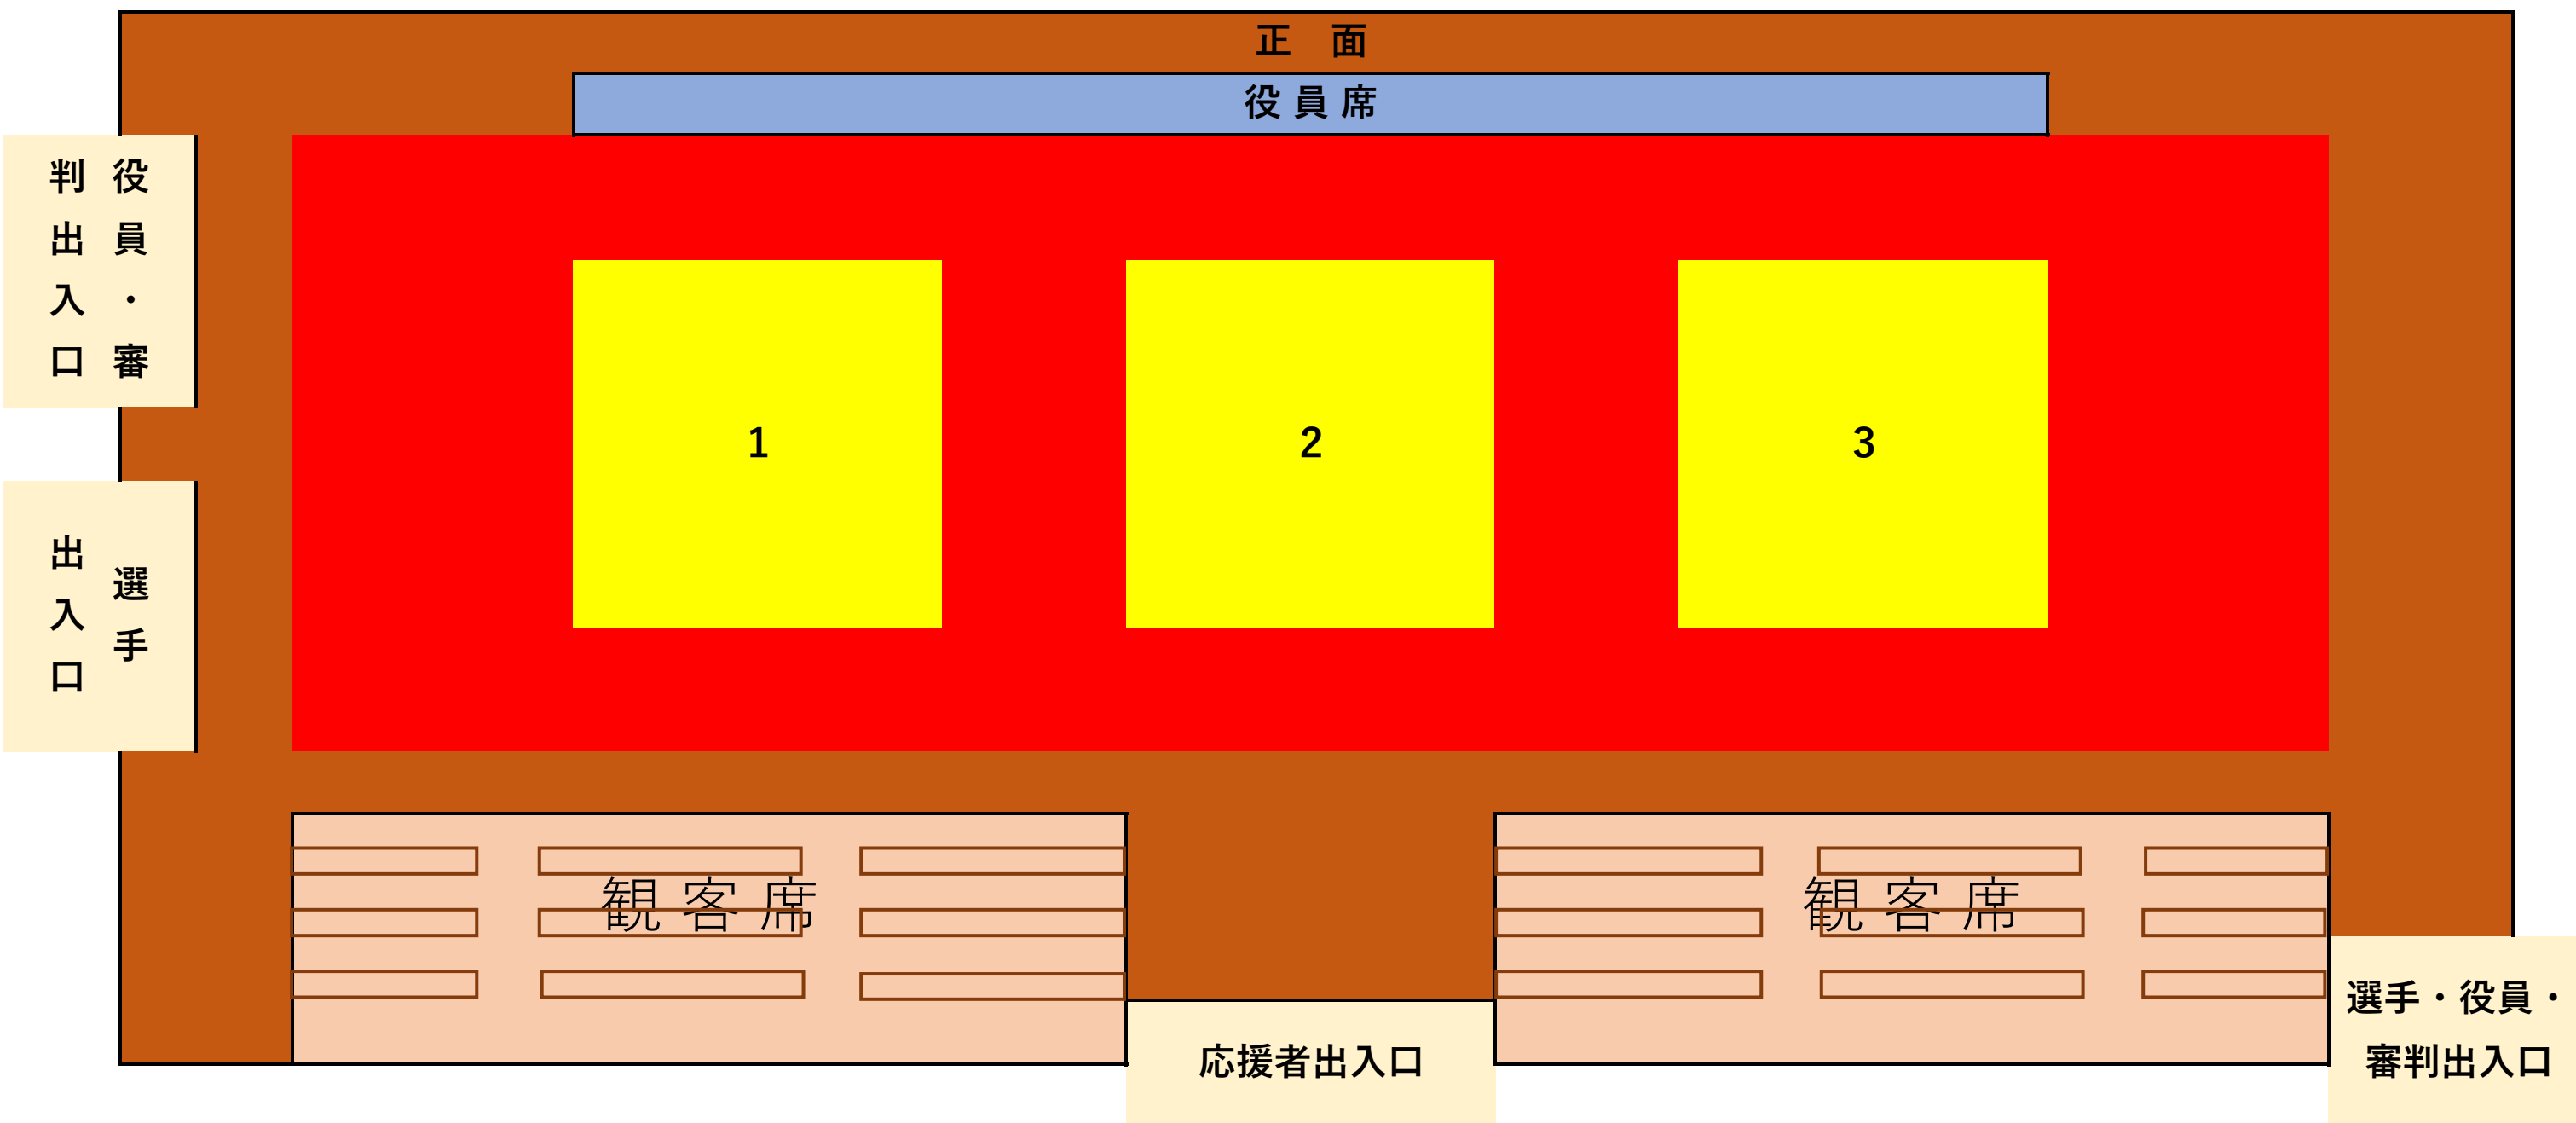 正　面
役 員 席
役員・審
判出入口
1
2
3
選手
出入口
観客席
観客席
応援者出入口
選手・役員・
審判出入口